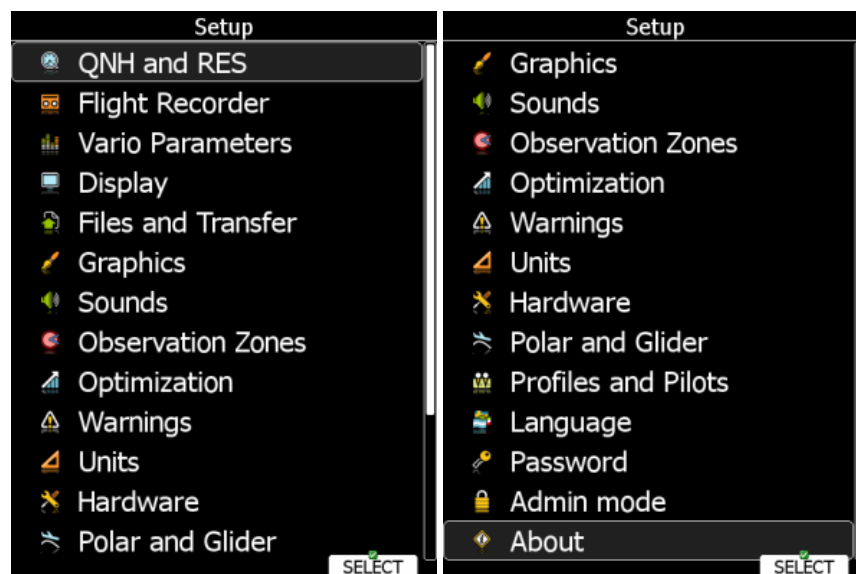 Setup
QNH and RES
Flight Recorder
Vario Parameters
Display
Files and Transfer
Graphics
Sounds
Observation Zones
Optimization
Warnings
Units
Hardware
Polar and Glider
SELECT
Setup
Graphics
Sounds
Observation Zones
Optimization
Warnings
Units
Hardware
Polar and Glider
Profiles and Pilots
Language
Password
Admin mode
About
SELECT